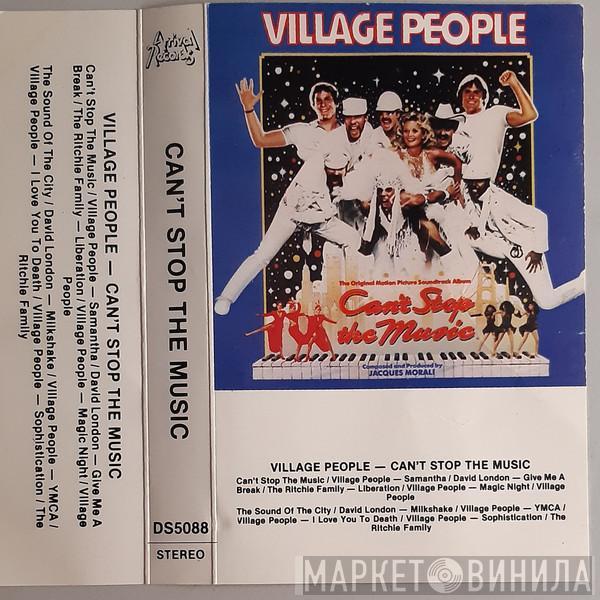 VILLAGE PEOPLE — CAN'T STOP THE MUSIC
Can't Stop The Music / Village People — Samantha / David London — Give Me A
Break / The Ritchie Family — Liberation / Village People — Magic Night / Village
People
The Sound Of The City / David London — Milkshake / Village People — YMCA /
Village People — I Love You To Death / Village People — Sophistication / The
Ritchie Family
Arrival
Records
CAN'T STOP THE MUSIC
DS5088
STEREO
VILLAGE PEOPLE
The Original Motion Picture Soundtrack Album
Can't Stop
the Music
Composed and Produced by
JACQUES MORALI
VILLAGE PEOPLE — CAN'T STOP THE MUSIC
Can't Stop The Music / Village People — Samantha / David London — Give Me A
Break / The Ritchie Family — Liberation / Village People — Magic Night / Village
People
The Sound Of The City / David London — Milkshake / Village People — YMCA /
Village People — I Love You To Death / Village People — Sophistication / The
Ritchie Family
МАРКЕТ ВИНИЛА